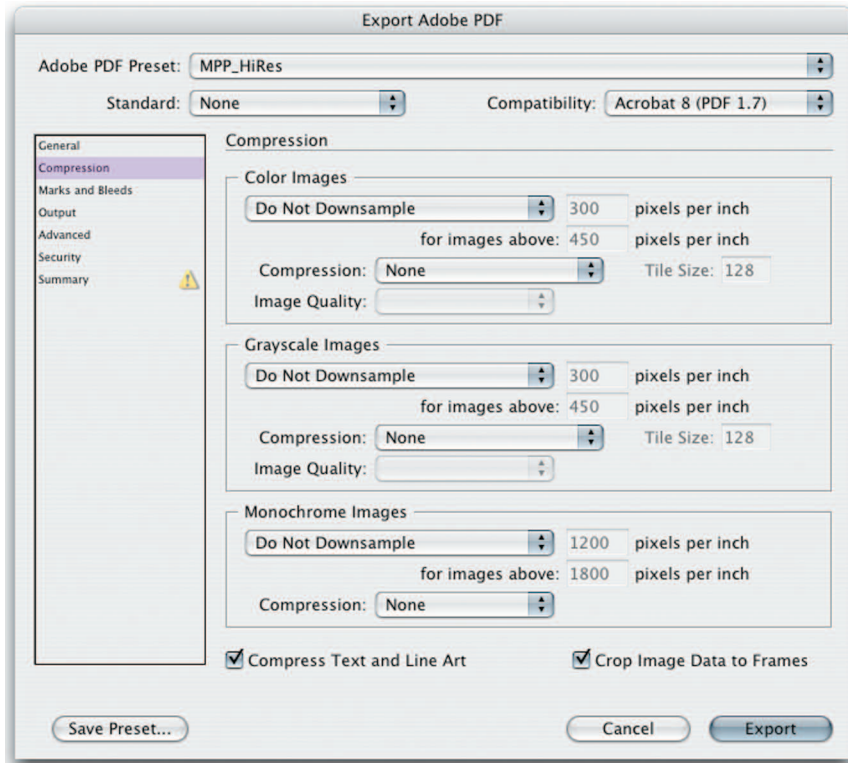 Export Adobe PDF
Adobe PDF Preset: MPP_HiRes
Standard: None Compatibility: Acrobat 8 (PDF 1.7)
General
Compression
Marks and Bleeds
Output
Advanced
Security
Summary
Compression
Color Images
Do Not Downsample 300 pixels per inch
for images above: 450 pixels per inch
Compression: None Tile Size: 128
Image Quality:
Grayscale Images
Do Not Downsample 300 pixels per inch
for images above: 450 pixels per inch
Compression: None Tile Size: 128
Image Quality:
Monochrome Images
Do Not Downsample 1200 pixels per inch
for images above: 1800 pixels per inch
Compression: None
Compress Text and Line Art Crop Image Data to Frames
Save Preset... Cancel Export